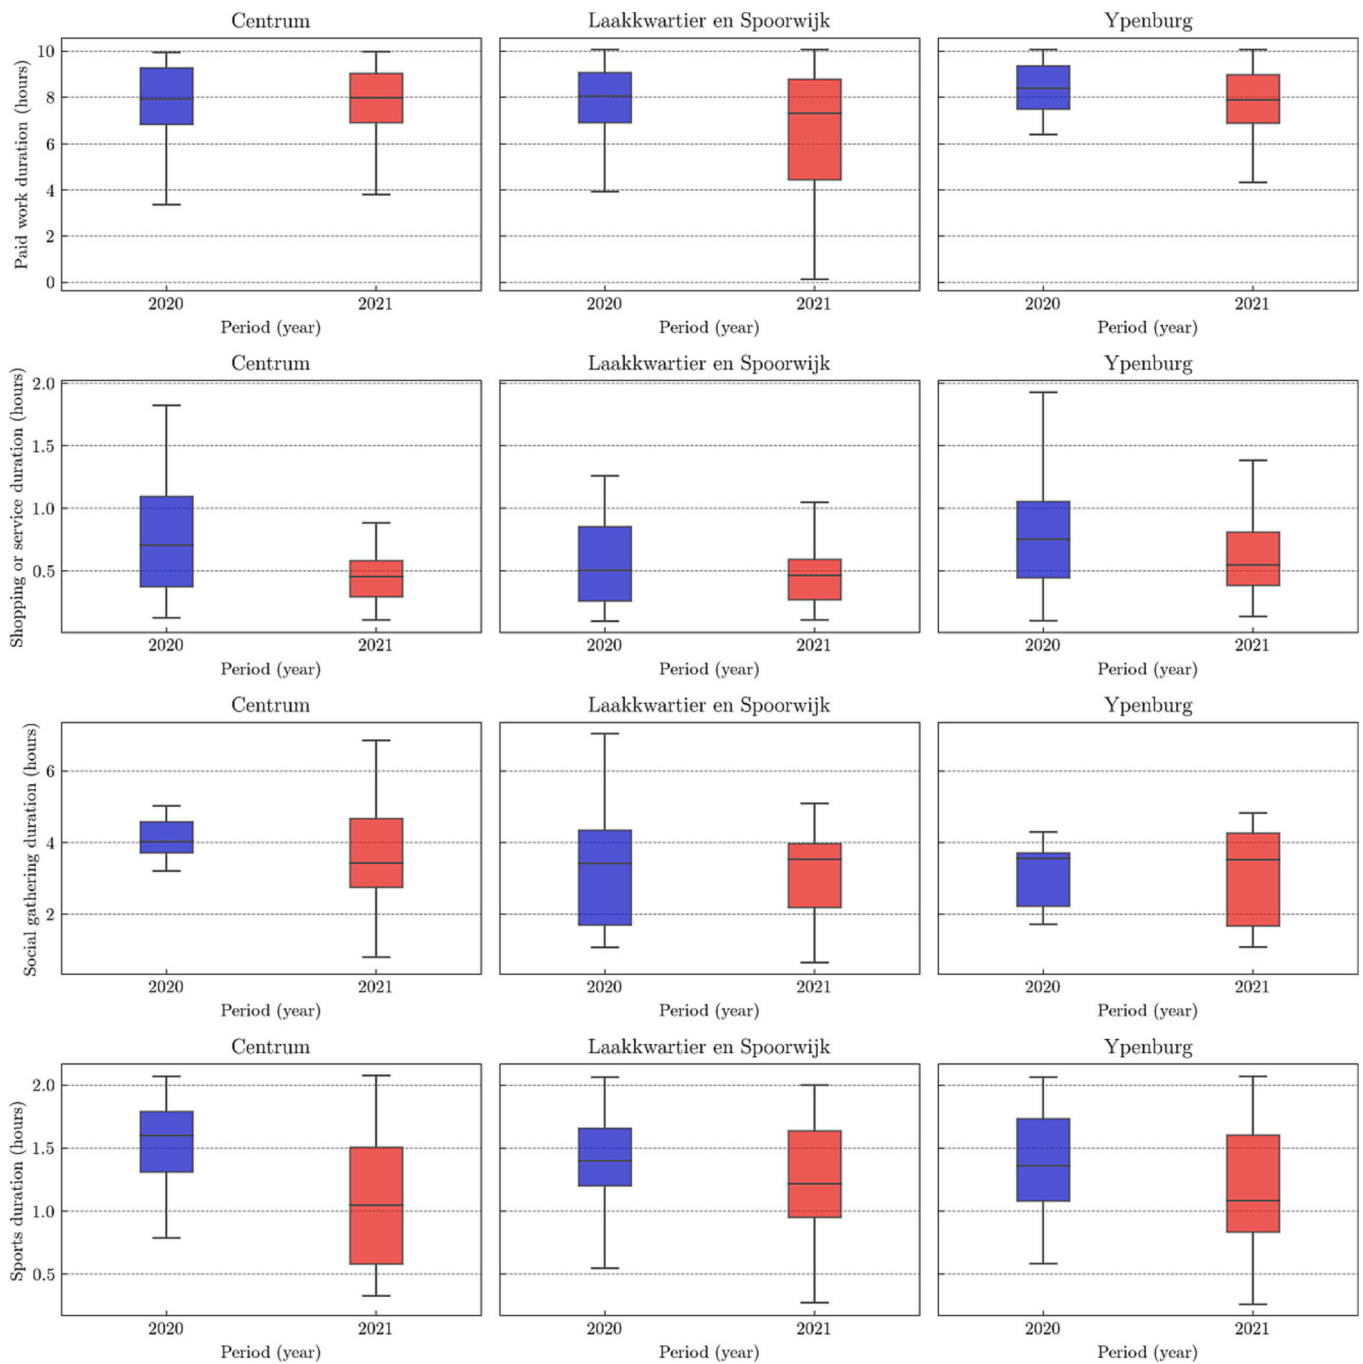 Centrum
Laakkwartier en Spoorwijk
Ypenburg
Paid work duration (hours)
10
8
6
4
2
0
2020
2021
2020
2021
2020
2021
Period (year)
Period (year)
Period (year)
Centrum
Laakkwartier en Spoorwijk
Ypenburg
Shopping or service duration (hours)
2.0
1.5
1.0
0.5
2020
2021
2020
2021
2020
2021
Period (year)
Period (year)
Period (year)
Centrum
Laakkwartier en Spoorwijk
Ypenburg
Social gathering duration (hours)
6
4
2
2020
2021
2020
2021
2020
2021
Period (year)
Period (year)
Period (year)
Centrum
Laakkwartier en Spoorwijk
Ypenburg
Sports duration (hours)
2.0
1.5
1.0
0.5
2020
2021
2020
2021
2020
2021
Period (year)
Period (year)
Period (year)